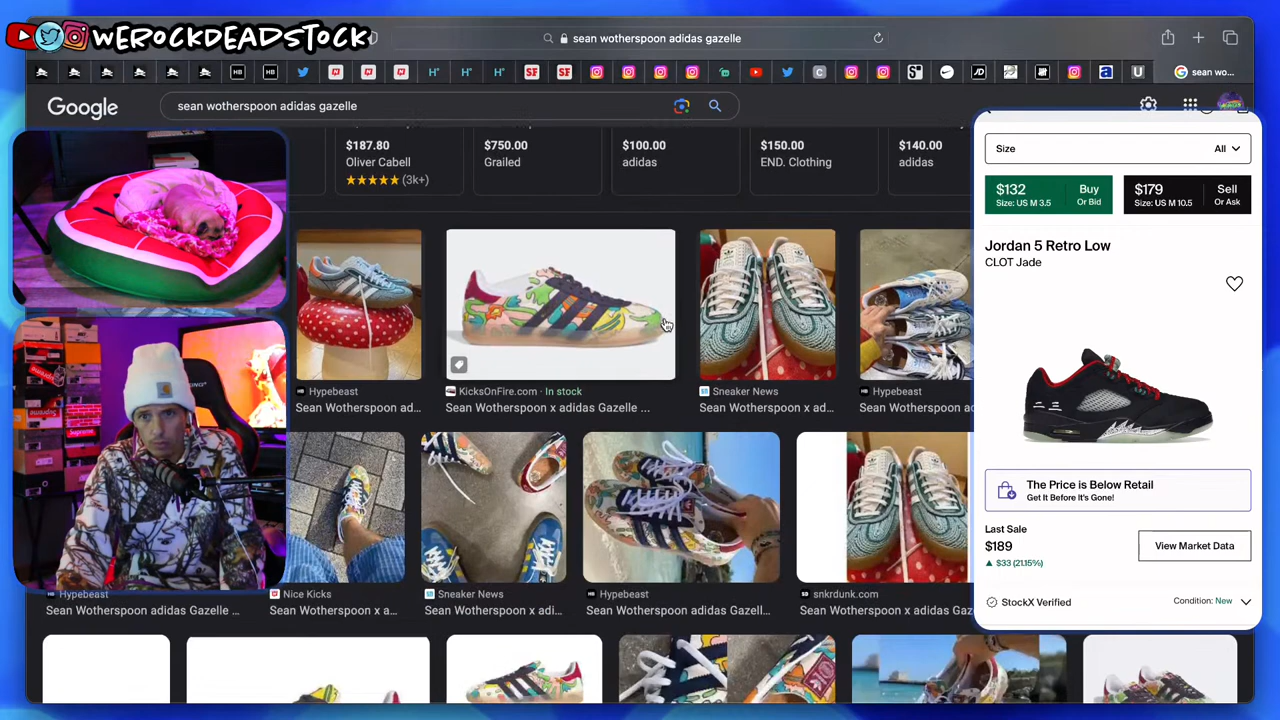 WEROCKDEADSTOCK
sean wotherspoon adidas gazelle
sean wo...
Google
sean wotherspoon adidas gazelle
$187.80
Oliver Cabell
(3k+)
$750.00
Grailed
$100.00
adidas
$150.00
END. Clothing
$140.00
adidas
Hypebeast
Sean Wotherspoon ad...
KicksOnFire.com · In stock
Sean Wotherspoon x adidas Gazelle ...
Sneaker News
Sean Wotherspoon x ad...
Hypebeast
Sean Wotherspoon adidas
Hypebeast
Sean Wotherspoon adidas Gazelle ...
Nice Kicks
Sean Wotherspoon x a...
Sneaker News
Sean Wotherspoon x adi...
Hypebeast
Sean Wotherspoon adidas Gazell...
snkrdunk.com
Sean Wotherspoon x adidas Gazelle
Size
All
$132
Size: US M 3.5
Buy
Or Bid
$179
Size: US M 10.5
Sell
Or Ask
Jordan 5 Retro Low
CLOT Jade
The Price is Below Retail
Get It Before It's Gone!
Last Sale
$189
▲ $33 (21.15%)
View Market Data
StockX Verified
Condition: New